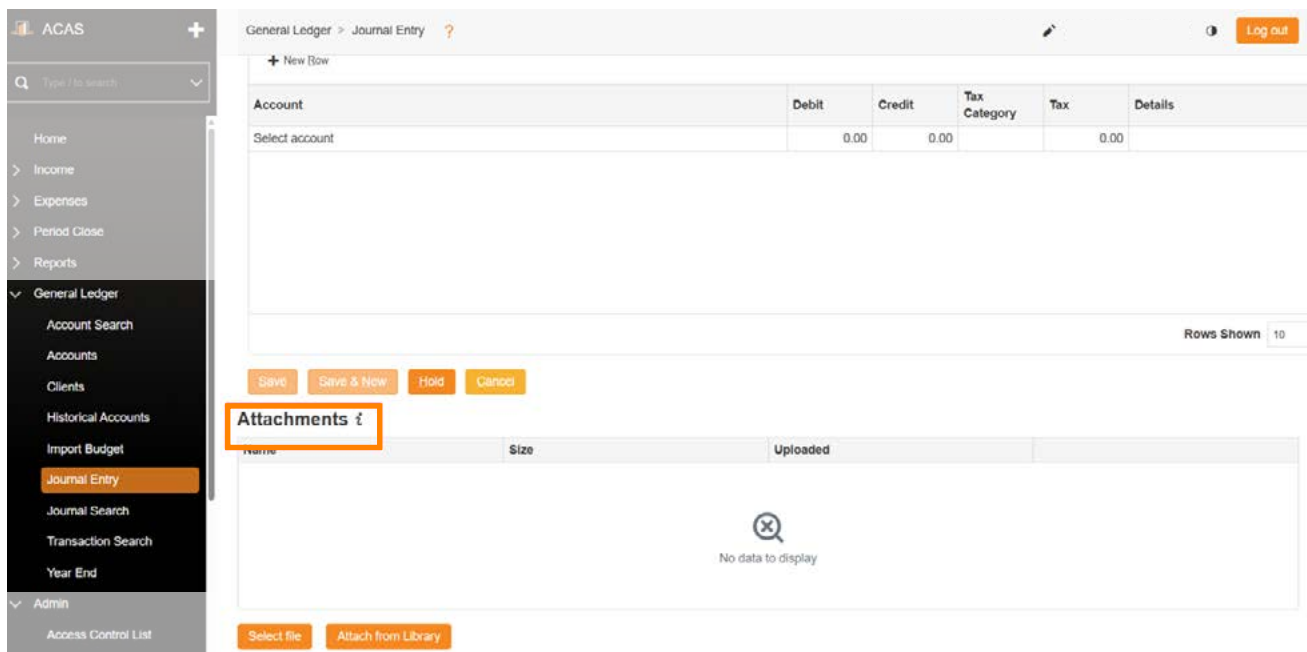 ACAS
Type / to search
Home
Income
Expenses
Period Close
Reports
General Ledger
Account Search
Accounts
Clients
Historical Accounts
Import Budget
Journal Entry
Journal Search
Transaction Search
Year End
Admin
Access Control List
General Ledger > Journal Entry ?
Log out
+ New Row
Account Debit Credit Tax Category Tax Details
Select account 0.00 0.00 0.00
Rows Shown 10
Save Save & New Hold Cancel
Attachments i
Name Size Uploaded
No data to display
Select file Attach from Library